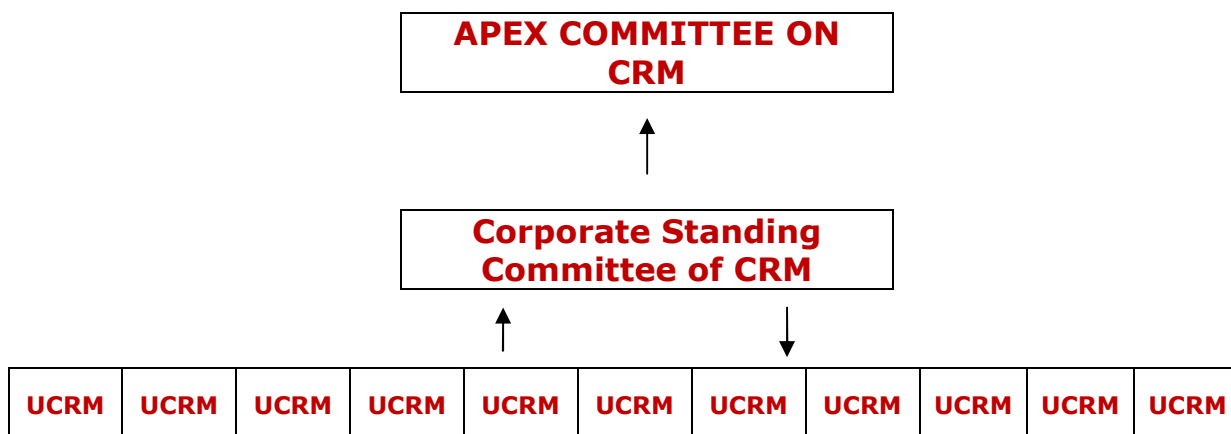 APEX COMMITTEE ON
CRM
Corporate Standing
Committee of CRM
UCRM UCRM UCRM UCRM UCRM UCRM UCRM UCRM UCRM UCRM UCRM